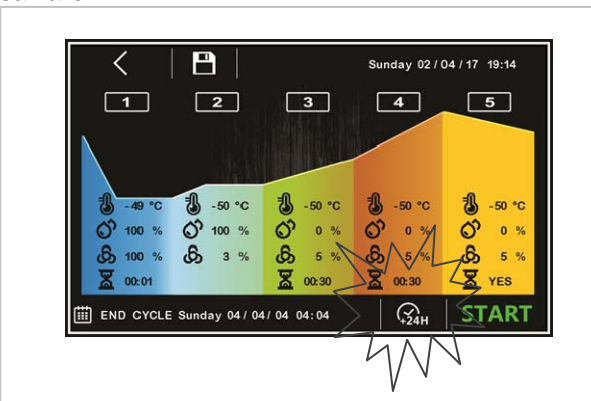 Sunday 02 / 04 / 17 19:14
1 2 3 4 5
-49 °C -50 °C -50 °C -50 °C -50 °C
100 % 100 % 0 % 0 % 0 %
100 % 3 % 5 % 5 % 5 %
00:01 00:30 00:30 YES
END CYCLE Sunday 04 / 04 / 04 04:04 +24H START